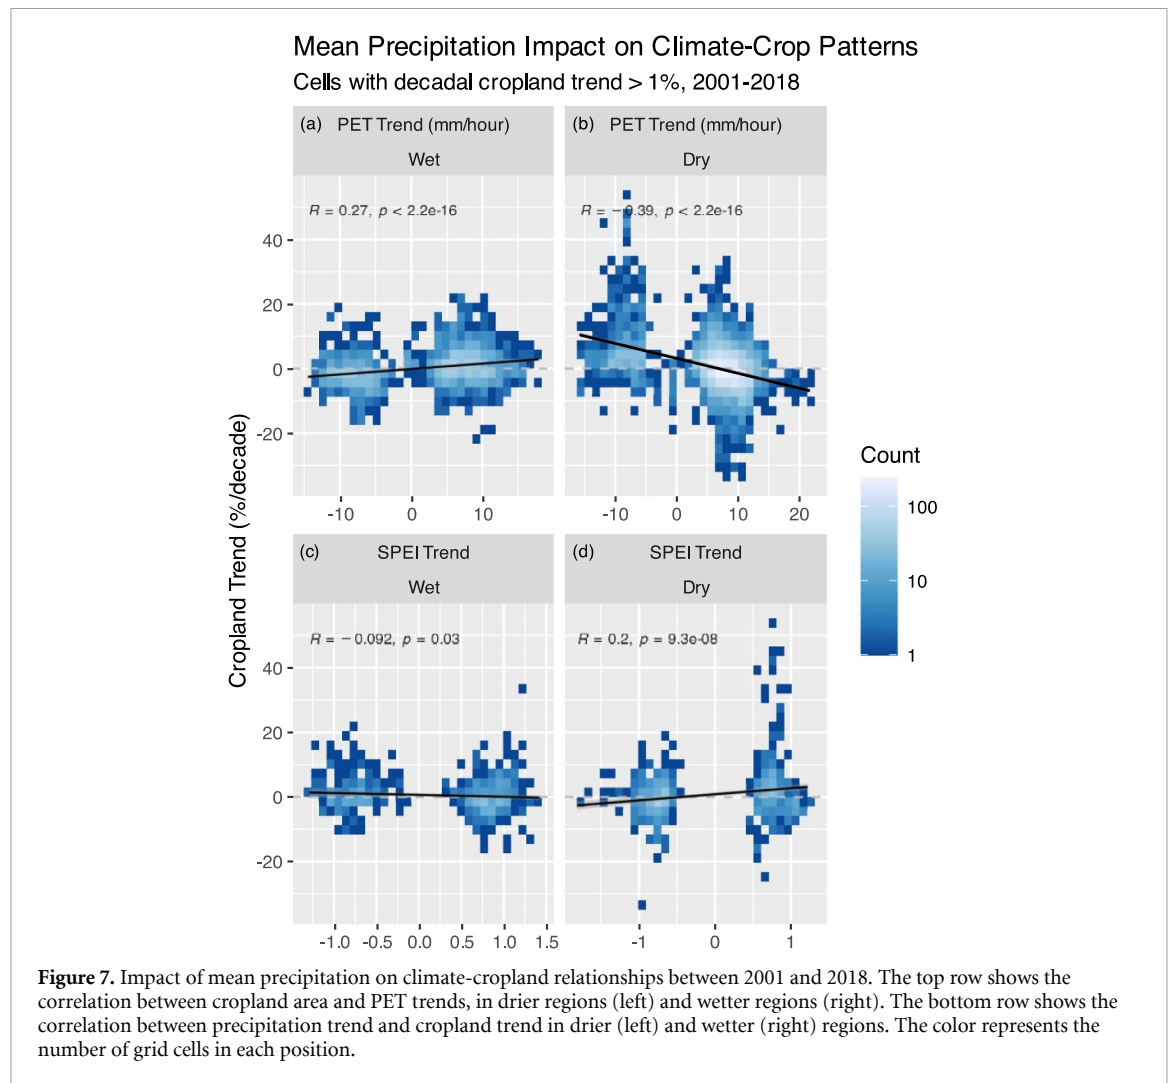 Mean Precipitation Impact on Climate-Crop Patterns
Cells with decadal cropland trend > 1%, 2001-2018
(a) PET Trend (mm/hour)
Wet
(b) PET Trend (mm/hour)
Dry
R = 0.27, p < 2.2e-16
R = −0.39, p < 2.2e-16
40
20
0
-20
-10 0 10
-10 0 10 20
Cropland Trend (%/decade)
(c) SPEI Trend
Wet
(d) SPEI Trend
Dry
R = −0.092, p = 0.03
R = 0.2, p = 9.3e-08
40
20
0
-20
-1.0 -0.5 0.0 0.5 1.0 1.5
-1 0 1
Count
100
10
1
Figure 7. Impact of mean precipitation on climate-cropland relationships between 2001 and 2018. The top row shows the
correlation between cropland area and PET trends, in drier regions (left) and wetter regions (right). The bottom row shows the
correlation between precipitation trend and cropland trend in drier (left) and wetter (right) regions. The color represents the
number of grid cells in each position.